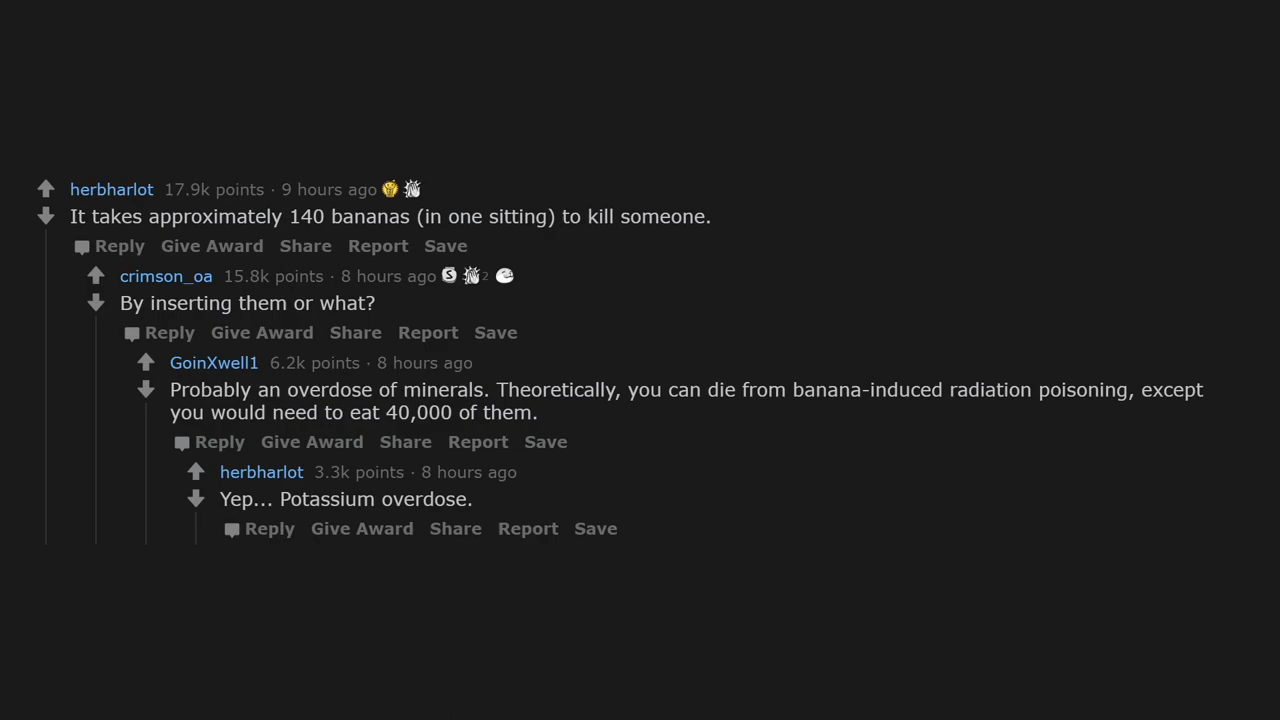 herbharlot 17.9k points · 9 hours ago
It takes approximately 140 bananas (in one sitting) to kill someone.
Reply Give Award Share Report Save
crimson_oa 15.8k points · 8 hours ago S 2
By inserting them or what?
Reply Give Award Share Report Save
GoinXwell1 6.2k points · 8 hours ago
Probably an overdose of minerals. Theoretically, you can die from banana-induced radiation poisoning, except
you would need to eat 40,000 of them.
Reply Give Award Share Report Save
herbharlot 3.3k points · 8 hours ago
Yep... Potassium overdose.
Reply Give Award Share Report Save